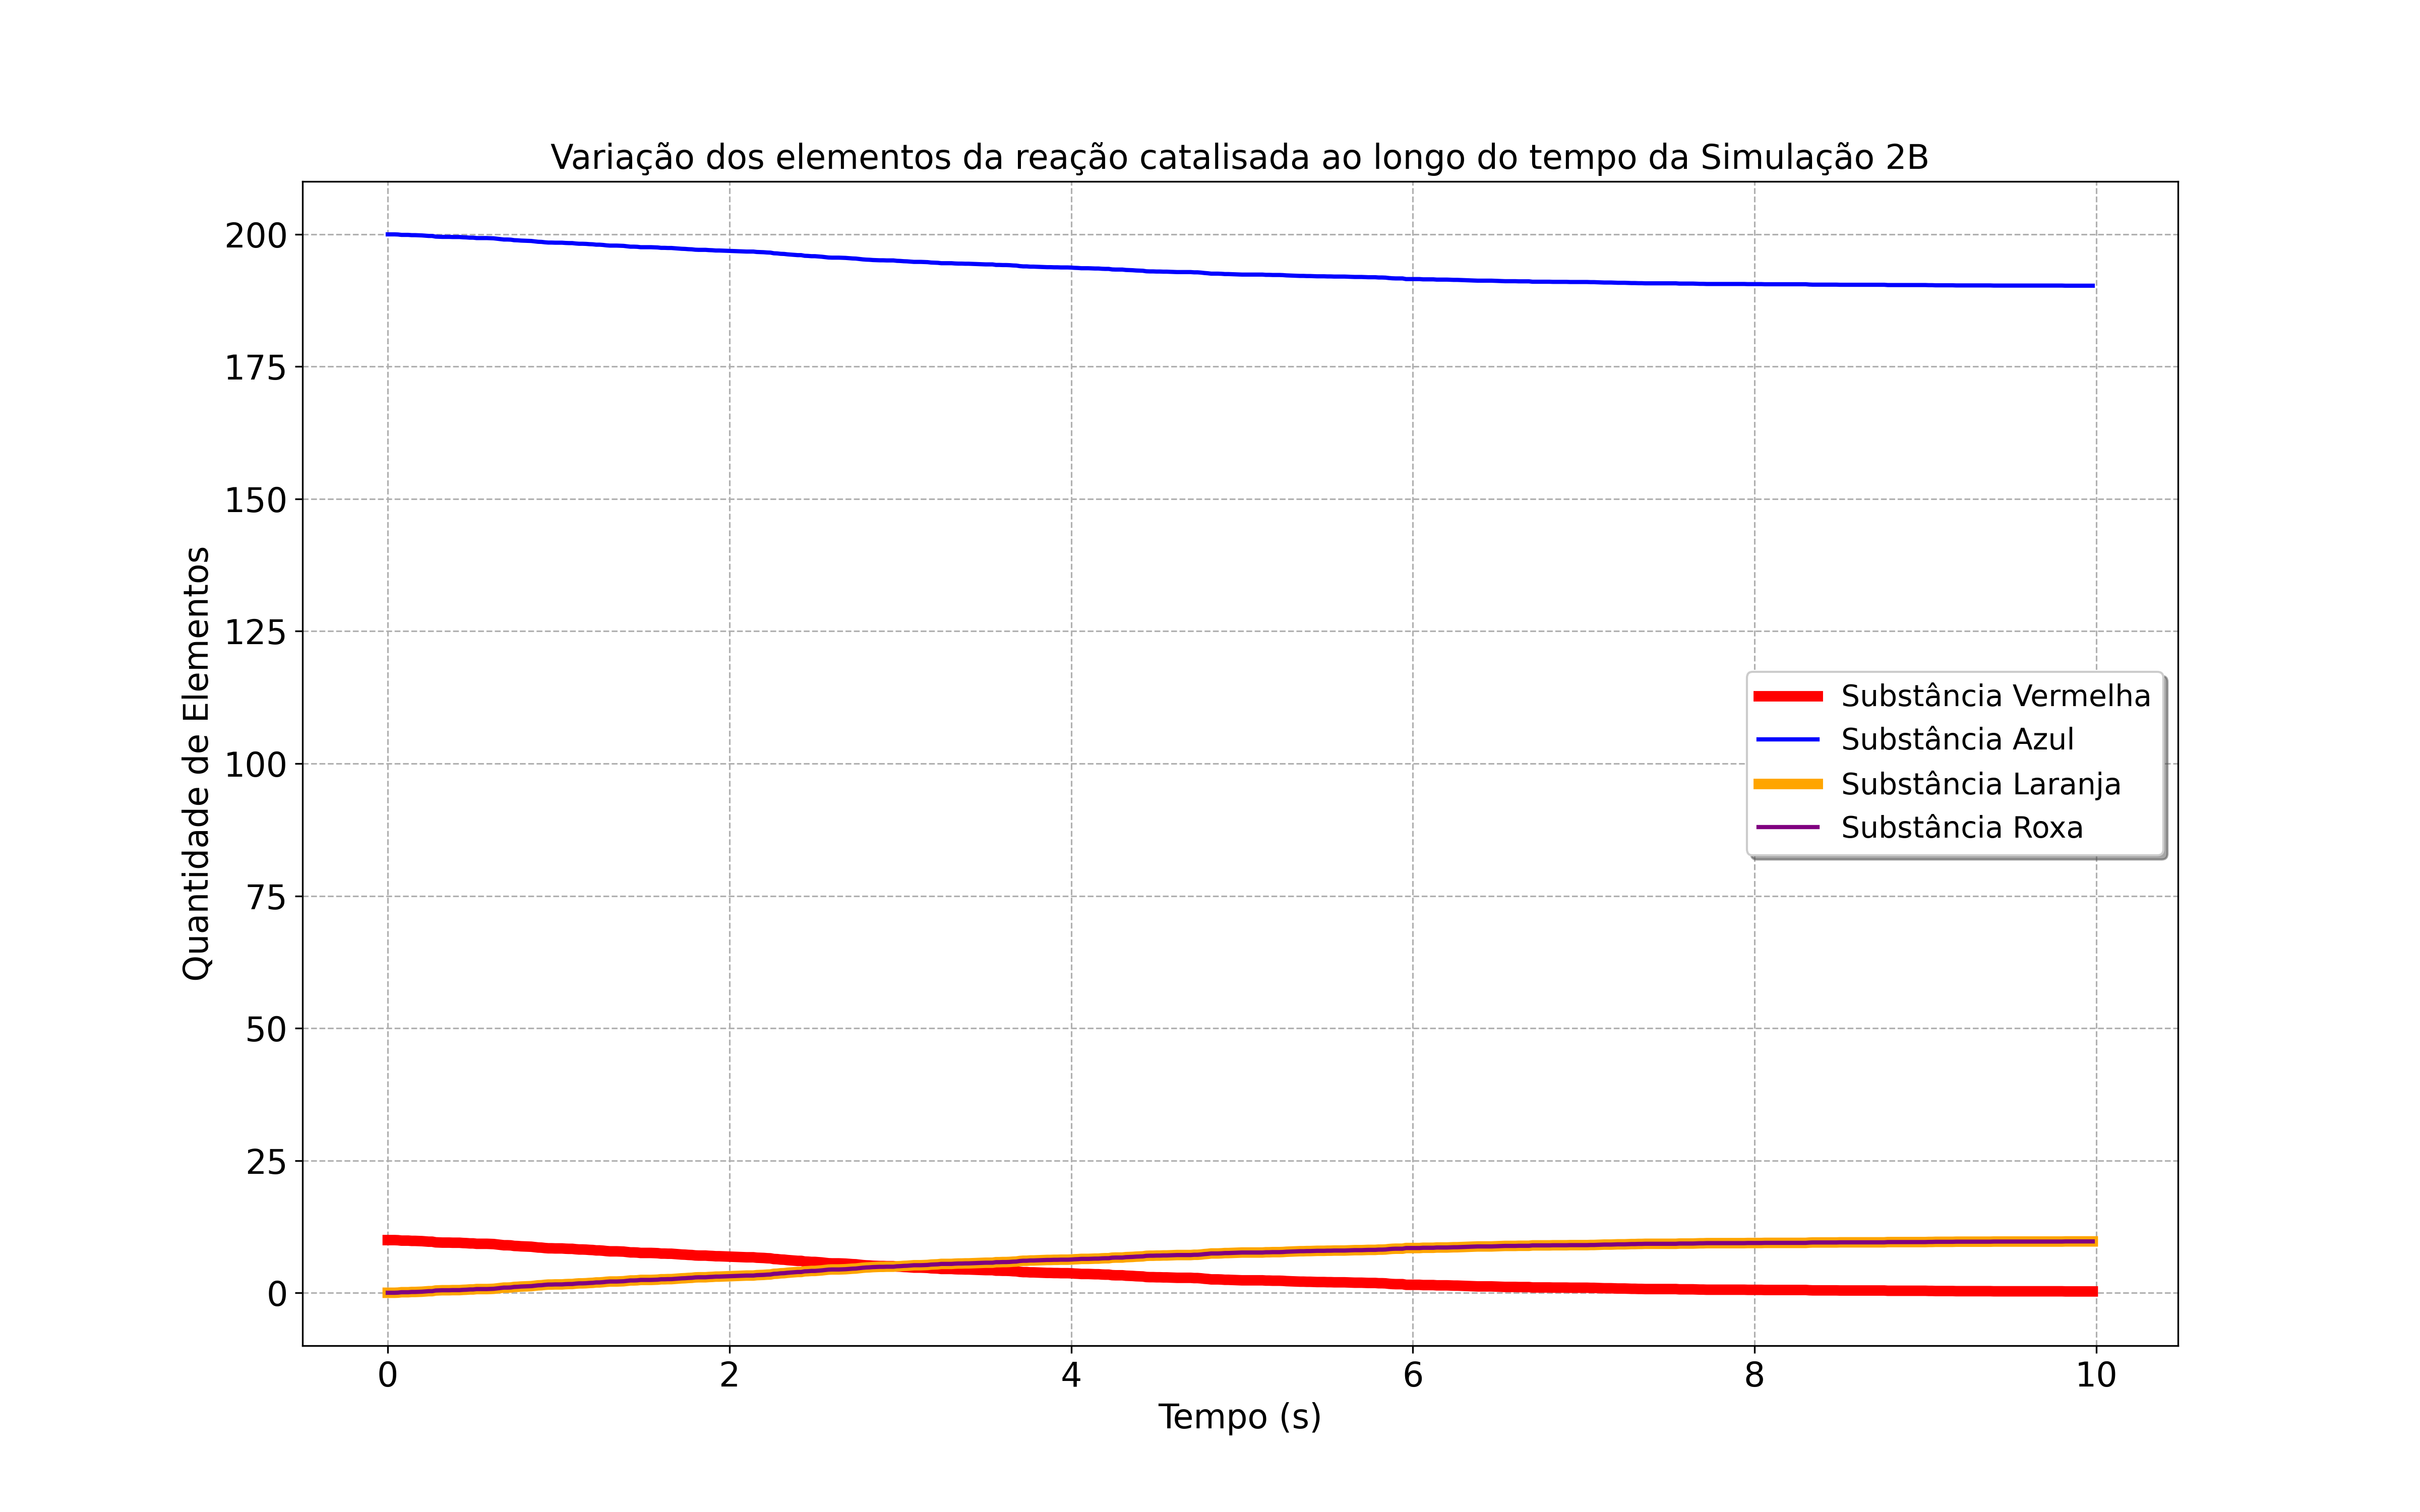 Variação dos elementos da reação catalisada ao longo do tempo da Simulação 2B
Quantidade de Elementos
200
175
150
125
100
75
50
25
0
Substância Vermelha
Substância Azul
Substância Laranja
Substância Roxa
0 2 4 6 8 10
Tempo (s)